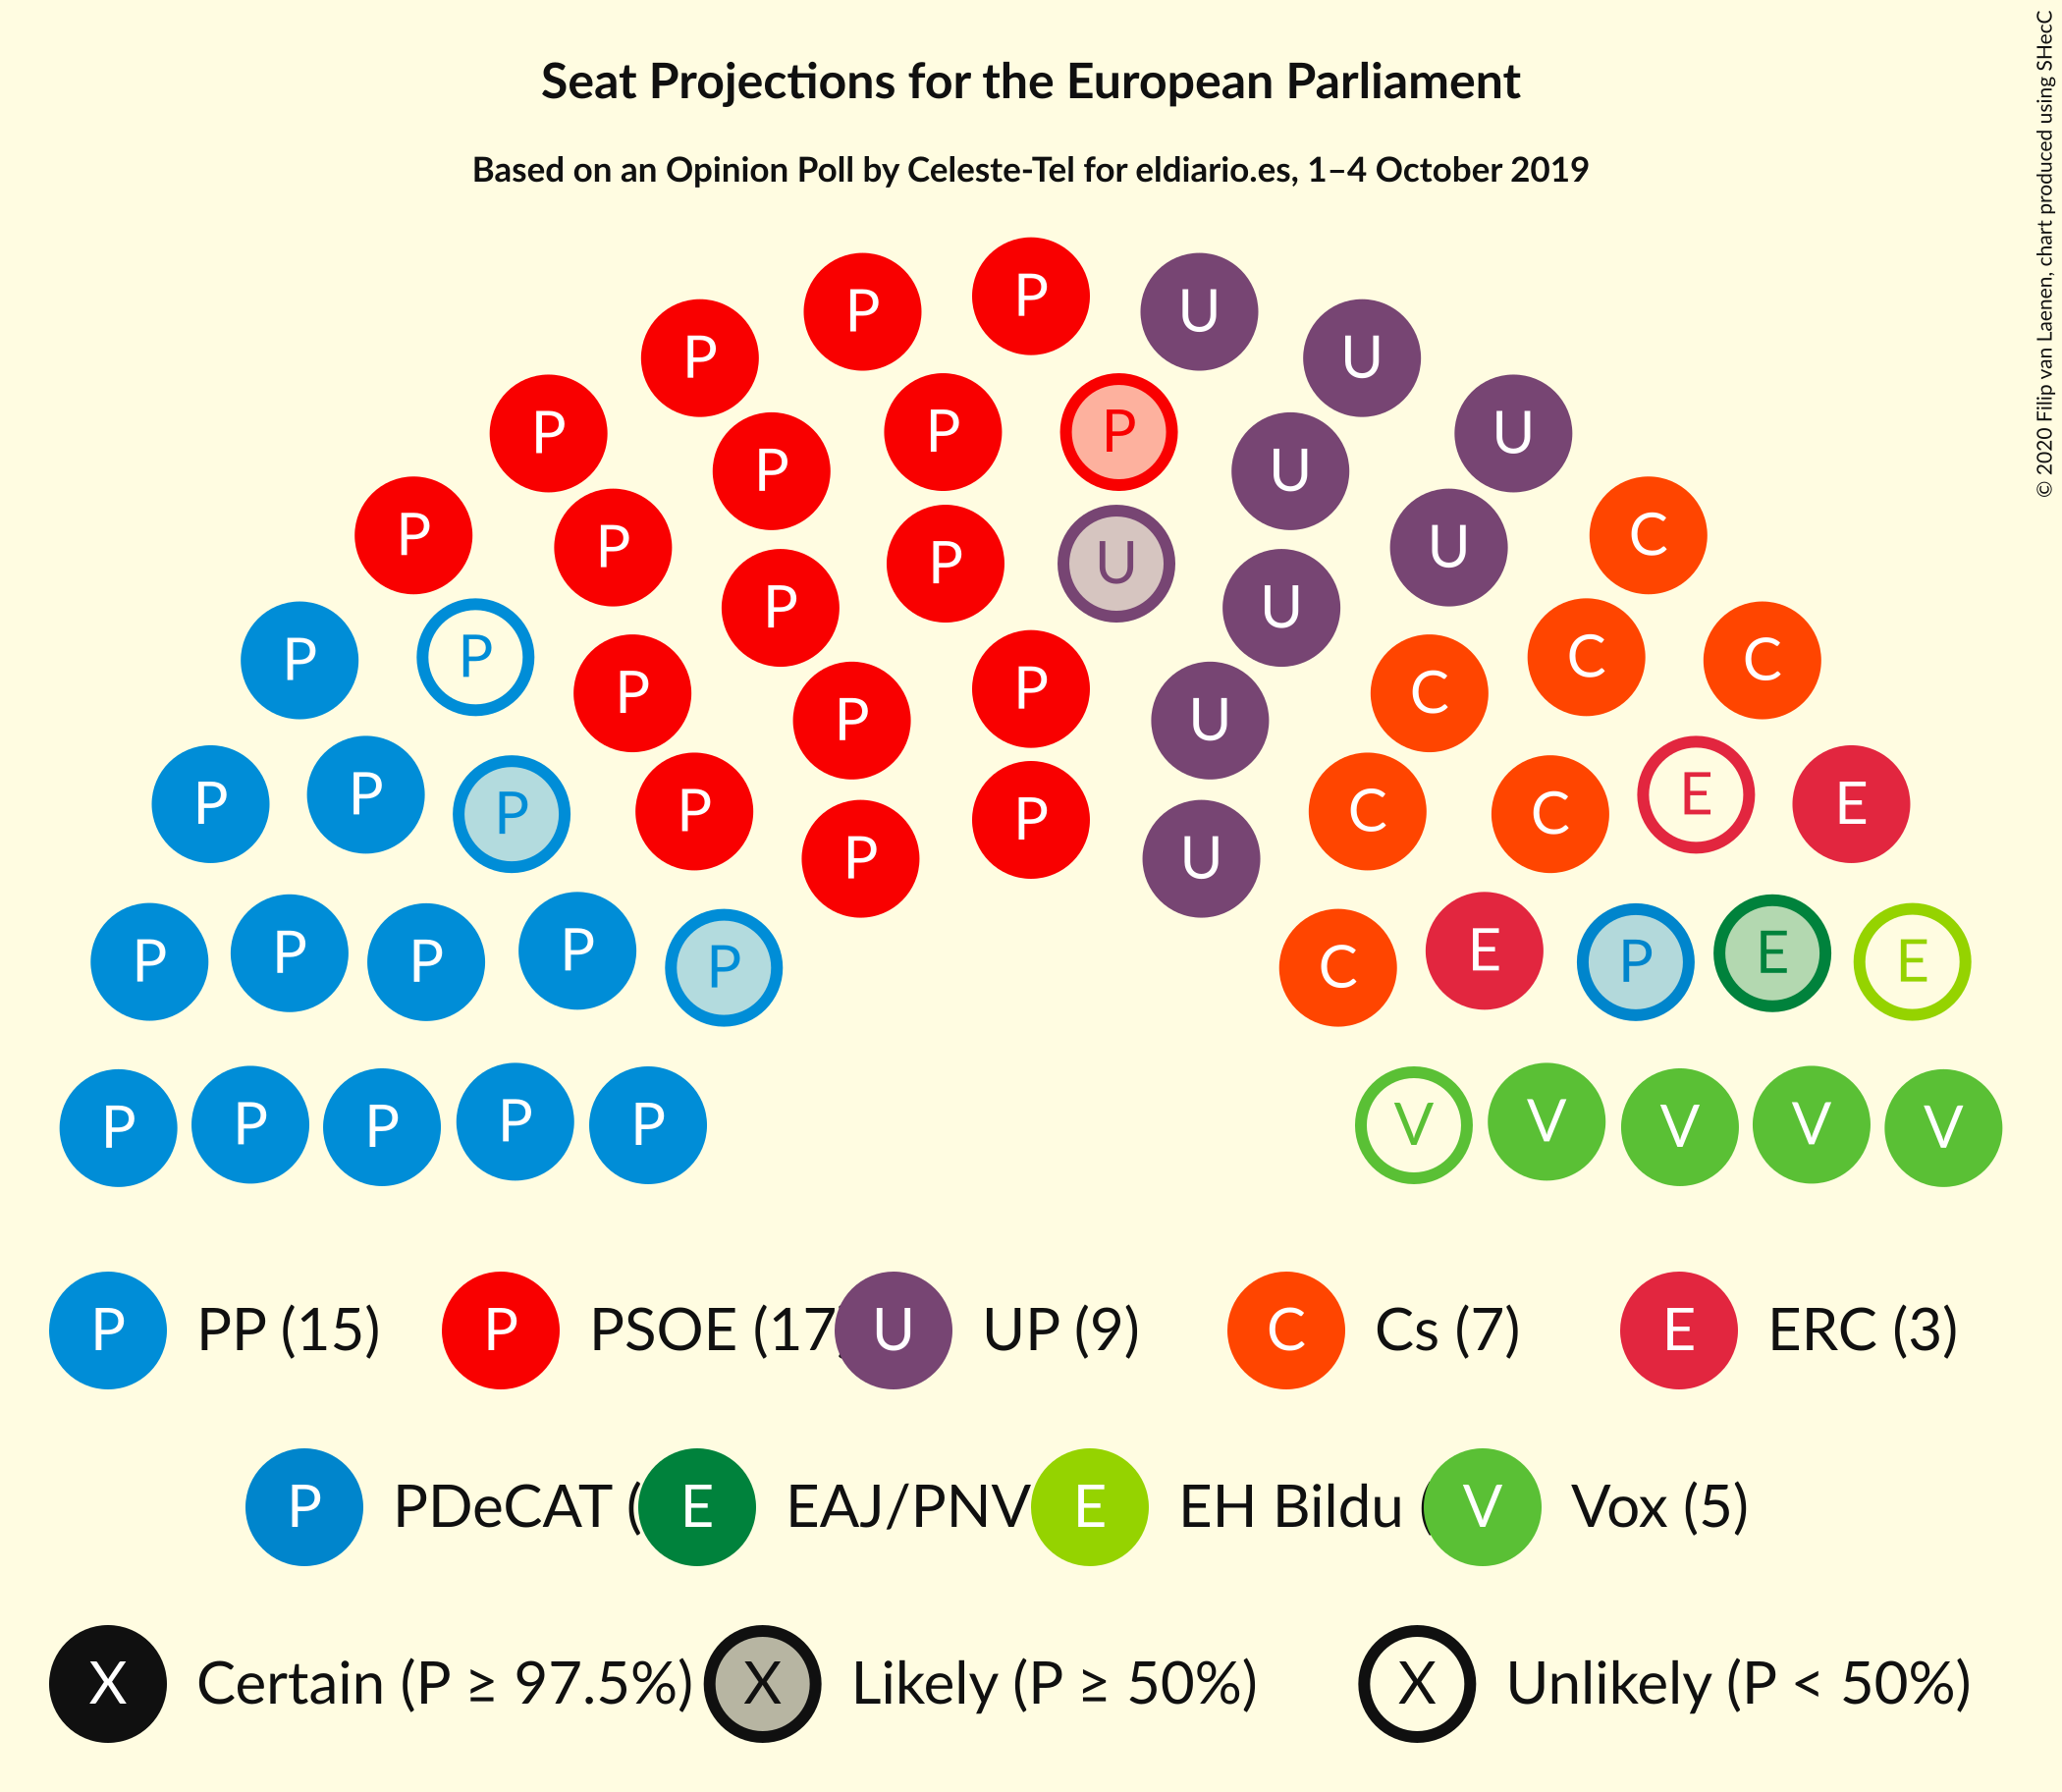 Seat Projections for the European Parliament
Based on an Opinion Poll by Celeste-Tel for eldiario.es, 1–4 October 2019
© 2020 Filip van Laenen, chart produced using SHecC
P
P U
P U
P P P U
P U
P C
P U
P U
P U
P P C C
P P C
P U
P P P P P C C E E
P U
P P P P P C E P E E
P P P P P V V V V V
P PP (15) P PSOE (17 U UP (9) C Cs (7) E ERC (3)
P PDeCAT ( E EAJ/PNV E EH Bildu ( V Vox (5)
X Certain (P ≥ 97.5%) X Likely (P ≥ 50%) X Unlikely (P < 50%)